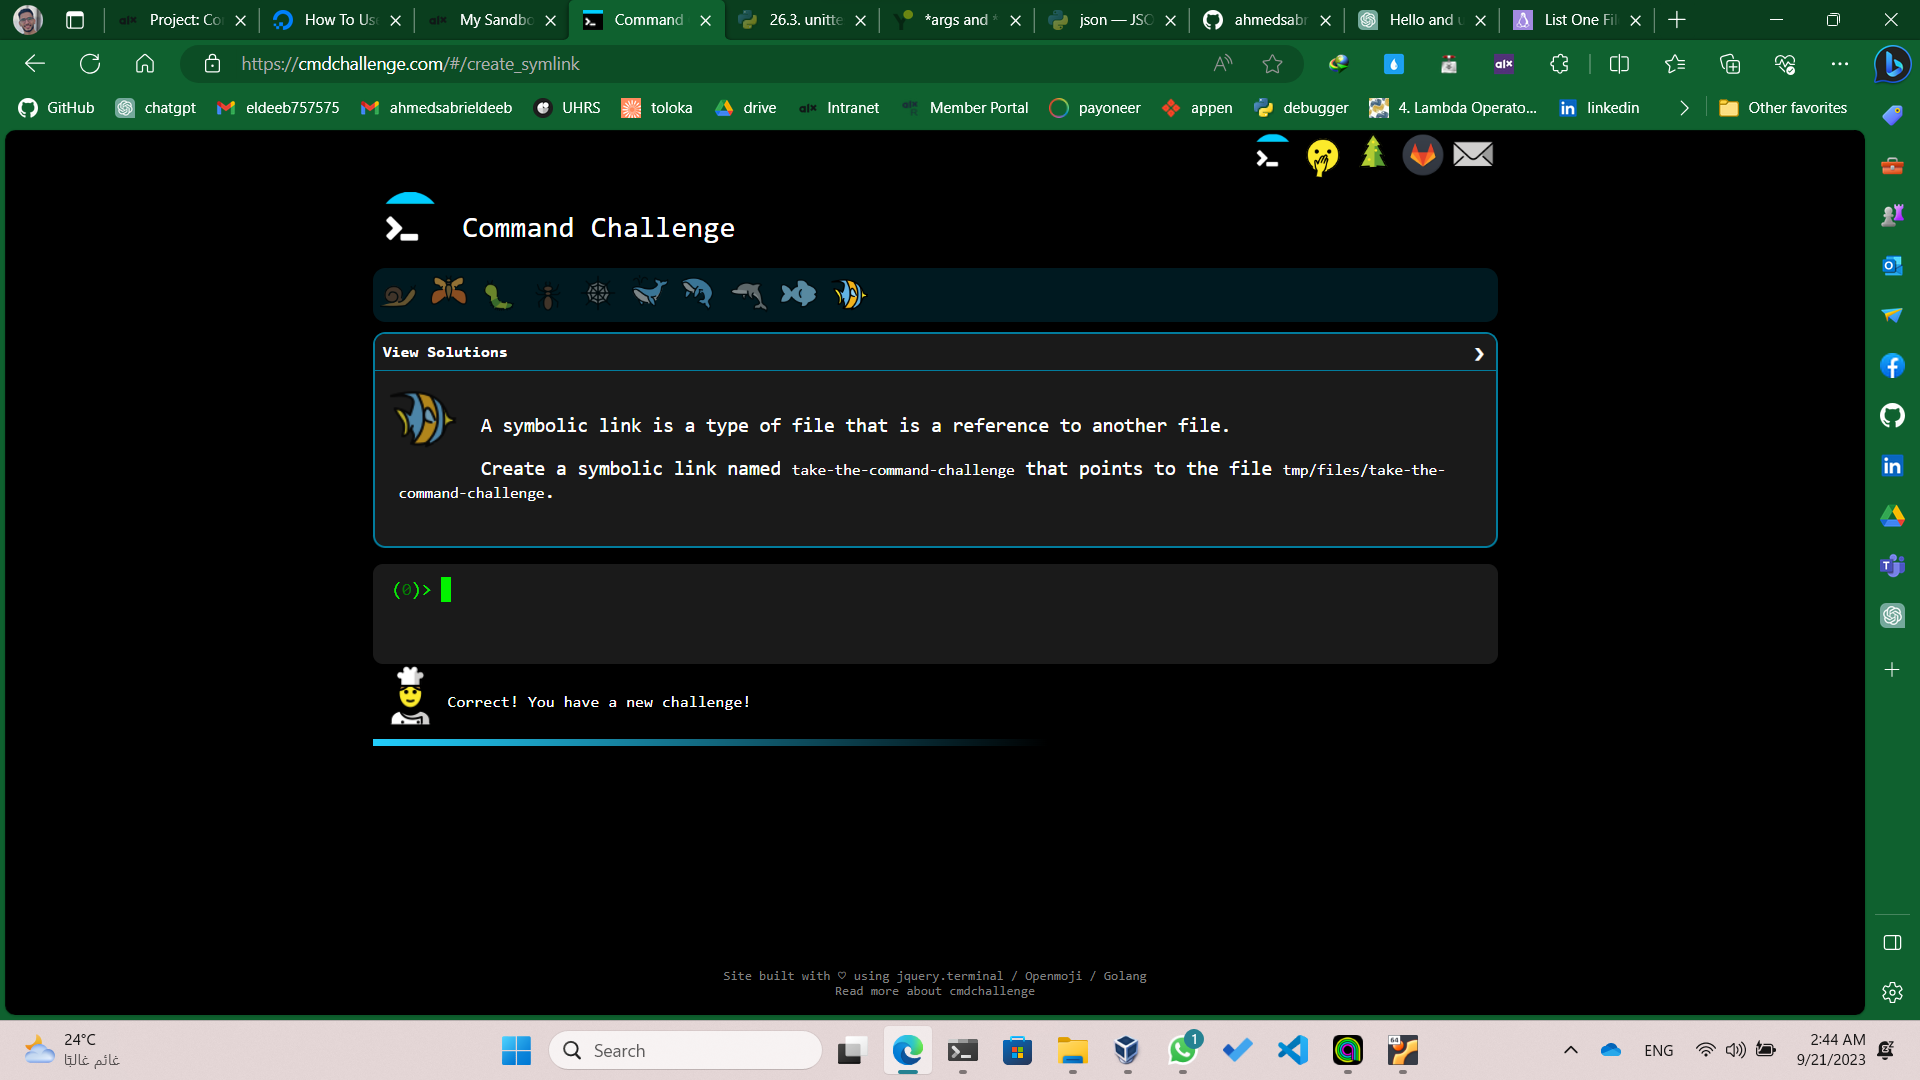 Project: Co
How To Us
My Sandbo
Command
26.3. unitte
*args and *
json — JSO
ahmedsabr
Hello and u
List One Fil
https://cmdchallenge.com/#/create_symlink
GitHub
chatgpt
eldeeb757575
ahmedsabrieldeeb
UHRS
toloka
drive
Intranet
Member Portal
payoneer
appen
debugger
4. Lambda Operato...
linkedin
Other favorites
Command Challenge
View Solutions
A symbolic link is a type of file that is a reference to another file.
Create a symbolic link named take-the-command-challenge that points to the file tmp/files/take-the-
command-challenge.
(0)>
Correct! You have a new challenge!
Site built with ♡ using jquery.terminal / Openmoji / Golang
Read more about cmdchallenge
24°C
غائم غالبًا
Search
1
64
ENG
2:44 AM
9/21/2023